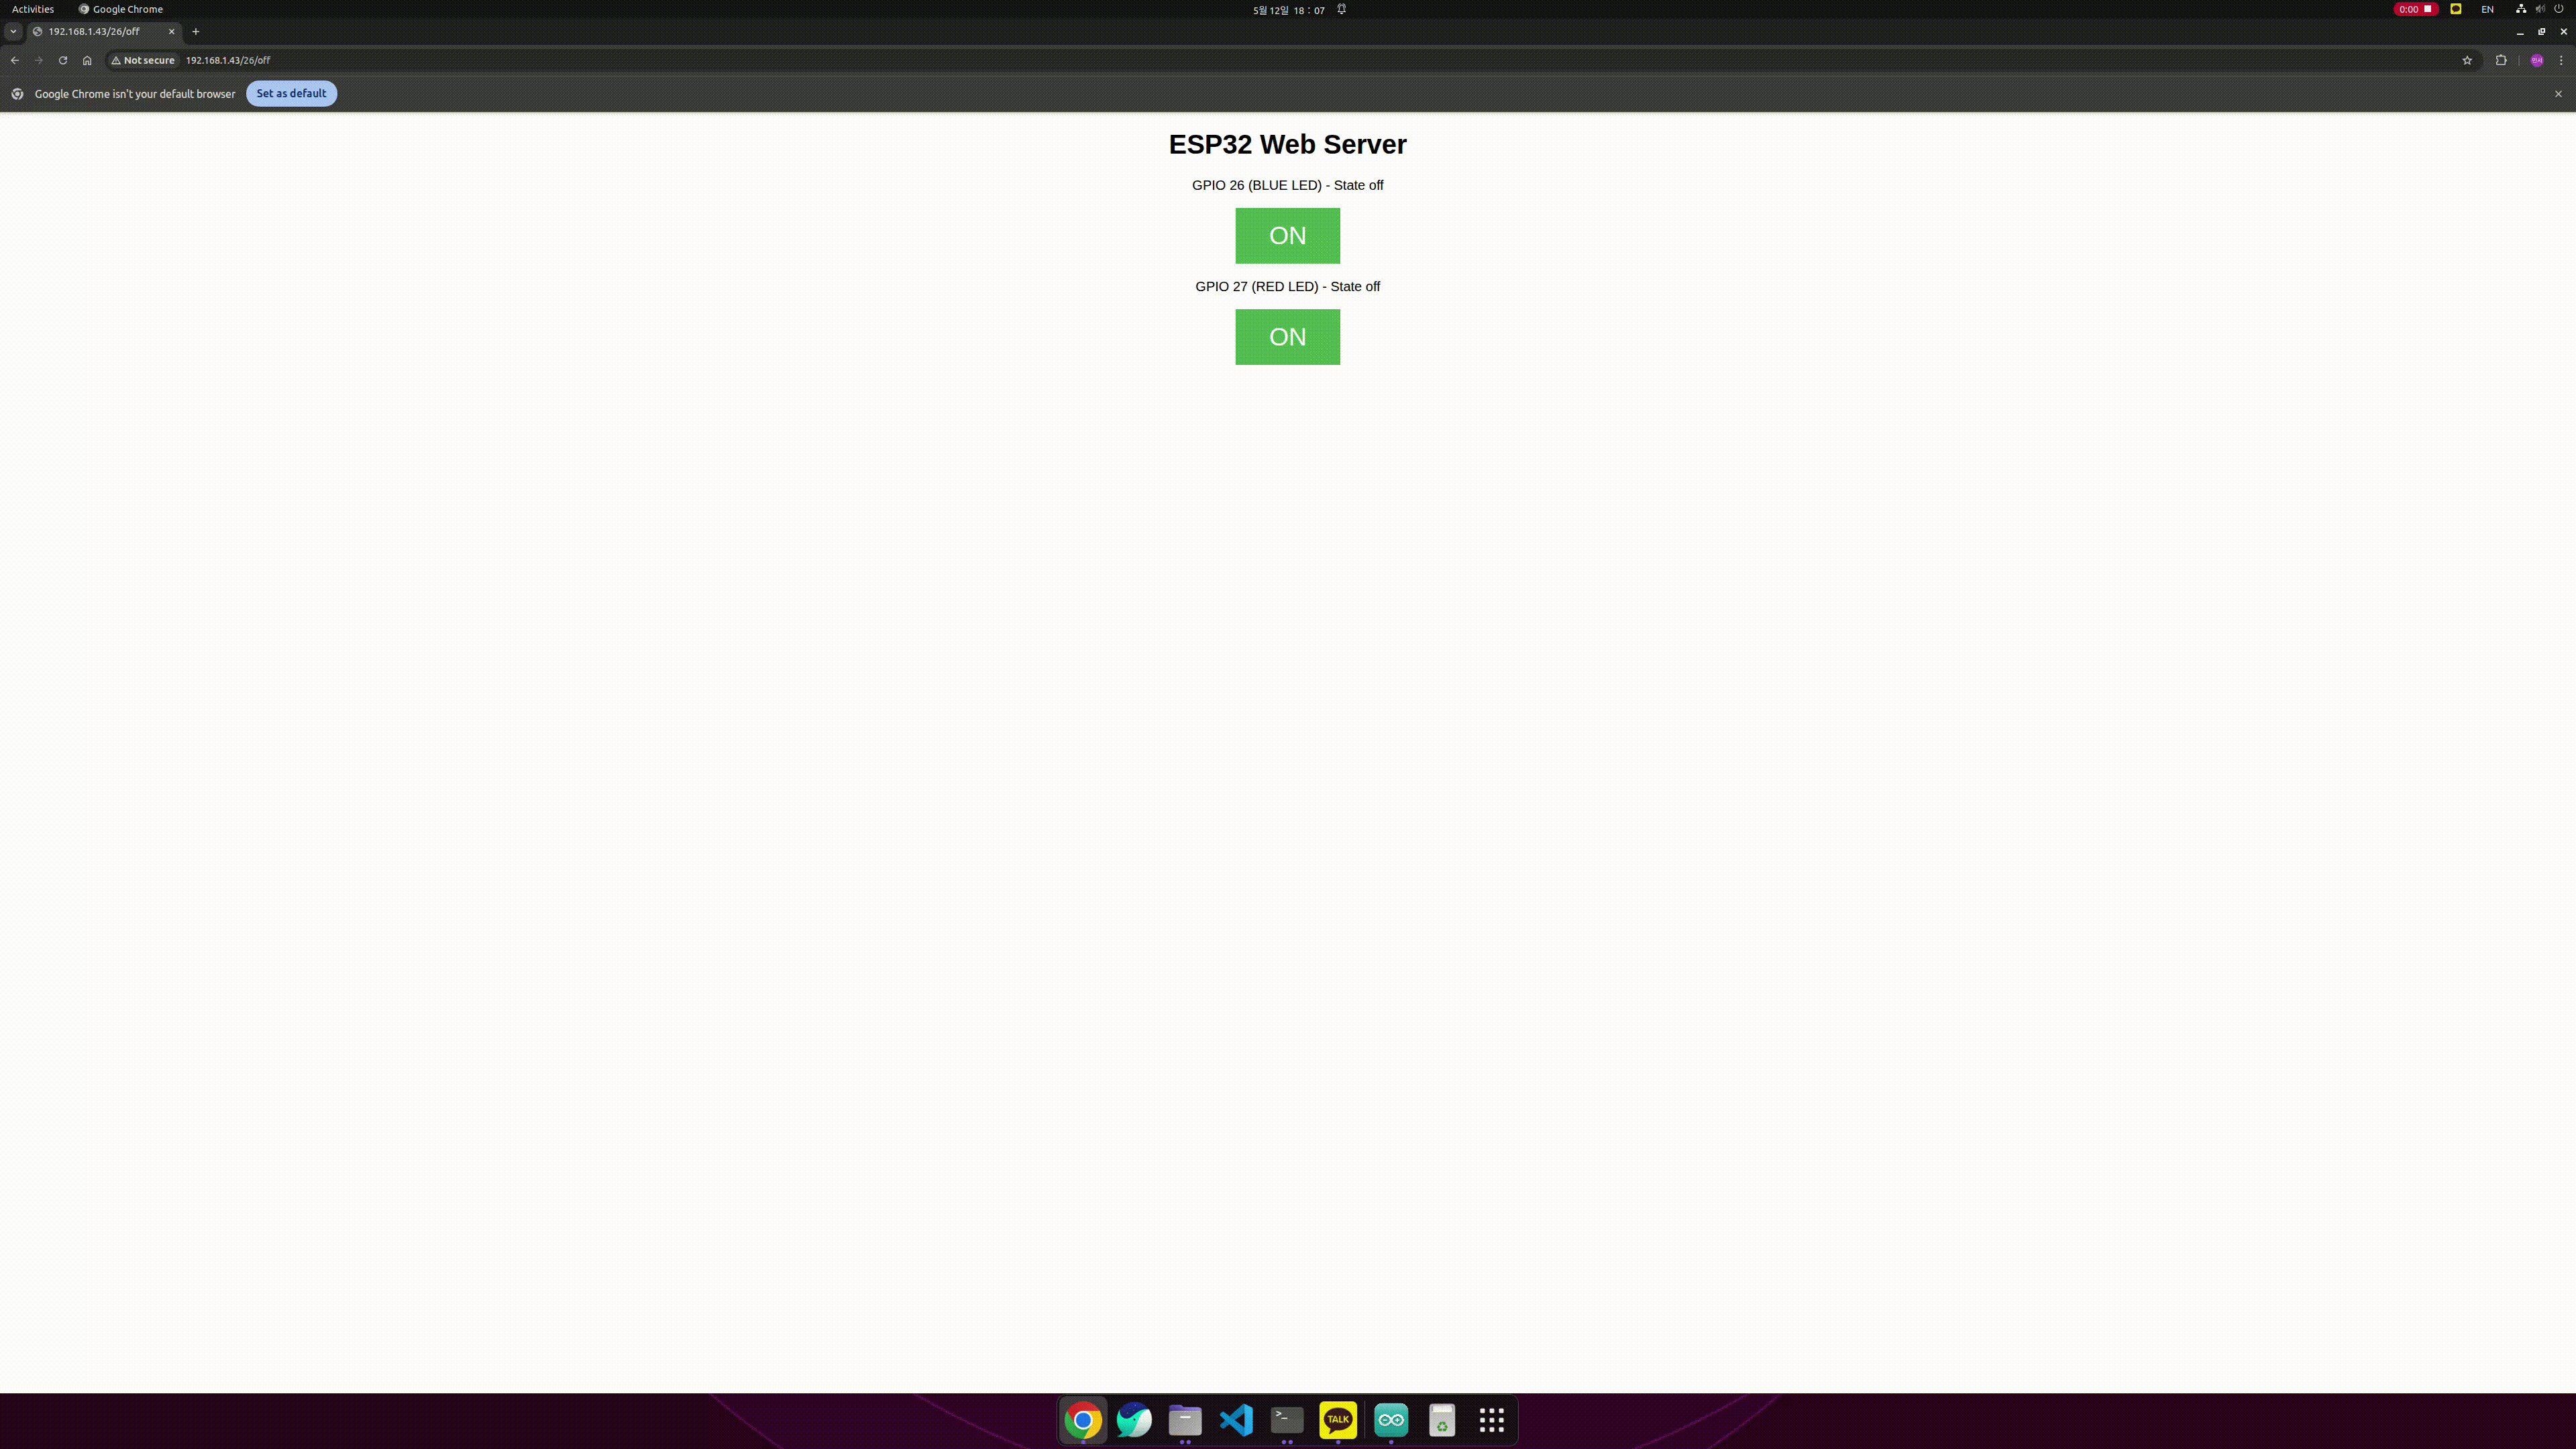 Activities Google Chrome 5월 12일 18 : 07 0:00 EN
192.168.1.43/26/off
Not secure 192.168.1.43/26/off
Google Chrome isn't your default browser Set as default
ESP32 Web Server
GPIO 26 (BLUE LED) - State off
ON
GPIO 27 (RED LED) - State off
ON
TALK